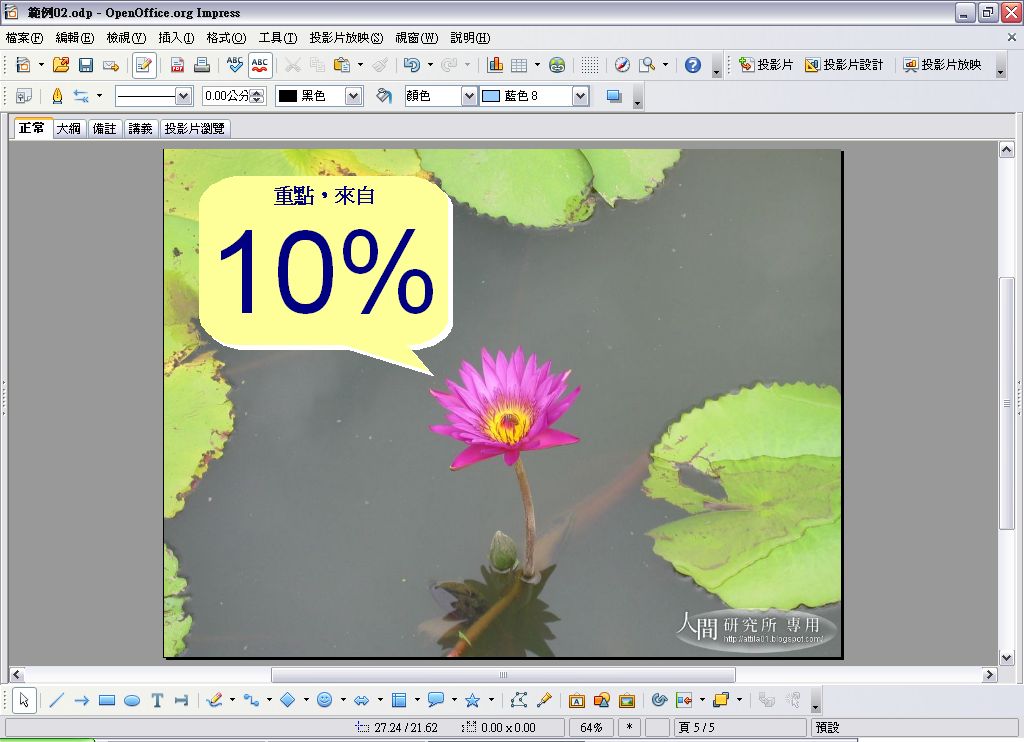 範例02.odp - OpenOffice.org Impress
檔案(F) 編輯(E) 檢視(V) 插入(I) 格式(O) 工具(T) 投影片放映(S) 視窗(W) 說明(H)
ABC ABC 投影片 投影片設計 投影片放映
0.00公分 黑色 顏色 藍色 8
正常 大綱 備註 講義 投影片瀏覽
重點，來自
10%
人間 研究所 專用
http://attila01.blogspot.com/
27.24 / 21.62 0.00 x 0.00 64% * 頁 5 / 5 預設